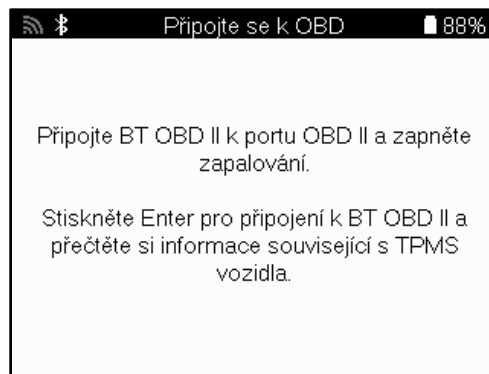 Připojte se k OBD 88%
Připojte BT OBD II k portu OBD II a zapněte
zapalování.
Stiskněte Enter pro připojení k BT OBD II a
přečtěte si informace související s TPMS
vozidla.